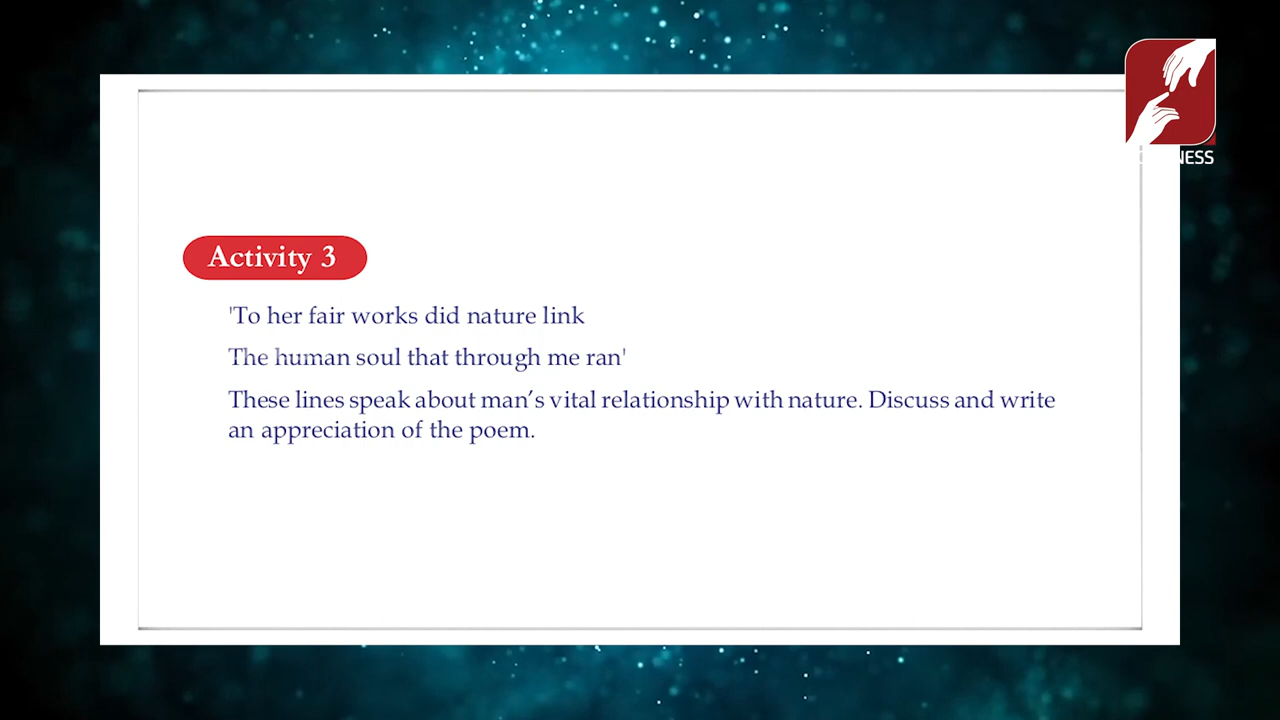 NESS
Activity 3
'To her fair works did nature link
The human soul that through me ran'
These lines speak about man's vital relationship with nature. Discuss and write
an appreciation of the poem.